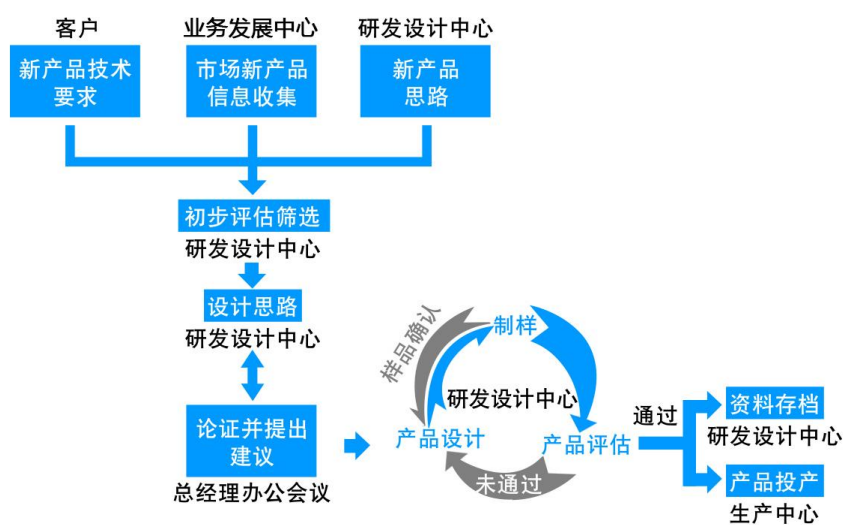 客户
业务发展中心
研发设计中心
新产品技术
要求
市场新产品
信息收集
新产品
思路
初步评估筛选
研发设计中心
设计思路
研发设计中心
论证并提出
建议
总经理办公会议
样品确认
制样
研发设计中心
产品设计
产品评估
未通过
通过
资料存档
研发设计中心
产品投产
生产中心